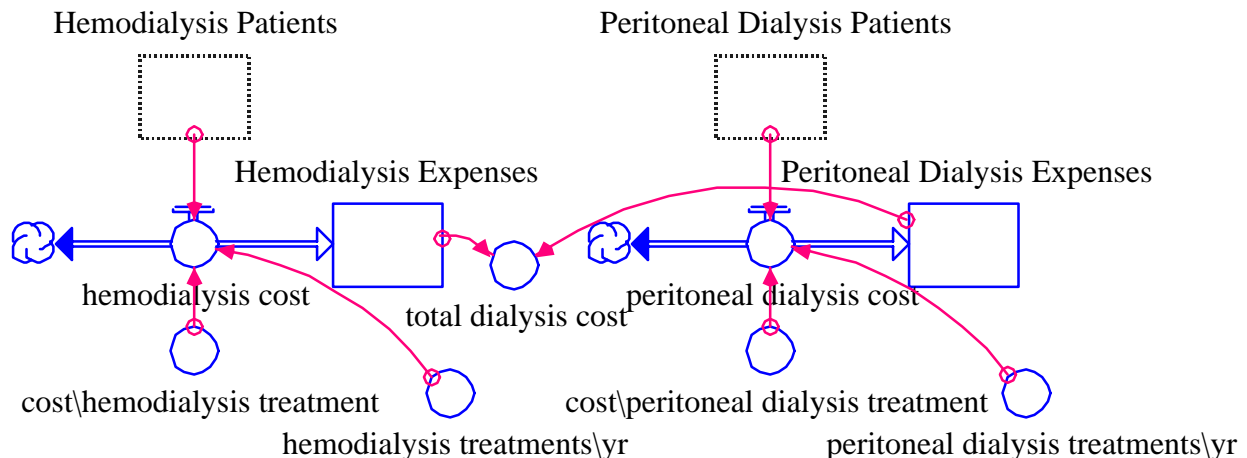 Hemodialysis Patients
Peritoneal Dialysis Patients
Hemodialysis Expenses
Peritoneal Dialysis Expenses
hemodialysis cost
total dialysis cost
peritoneal dialysis cost
cost\hemodialysis treatment
hemodialysis treatments\yr
cost\peritoneal dialysis treatment
peritoneal dialysis treatments\yr